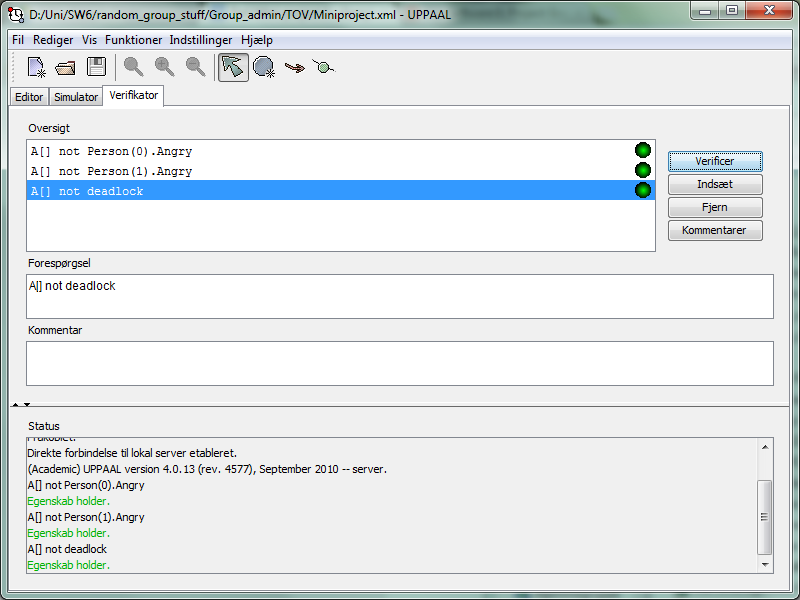 D:/Uni/SW6/random_group_stuff/Group_admin/TOV/Miniproject.xml - UPPAAL
Fil Rediger Vis Funktioner Indstillinger Hjælp
Editor Simulator Verifikator
Oversigt
A[] not Person(0).Angry
A[] not Person(1).Angry
A[] not deadlock
Verificer
Indsæt
Fjern
Kommentarer
Forespørgsel
A[] not deadlock
Kommentar
Status
Frakoblet.
Direkte forbindelse til lokal server etableret.
(Academic) UPPAAL version 4.0.13 (rev. 4577), September 2010 -- server.
A[] not Person(0).Angry
Egenskab holder.
A[] not Person(1).Angry
Egenskab holder.
A[] not deadlock
Egenskab holder.